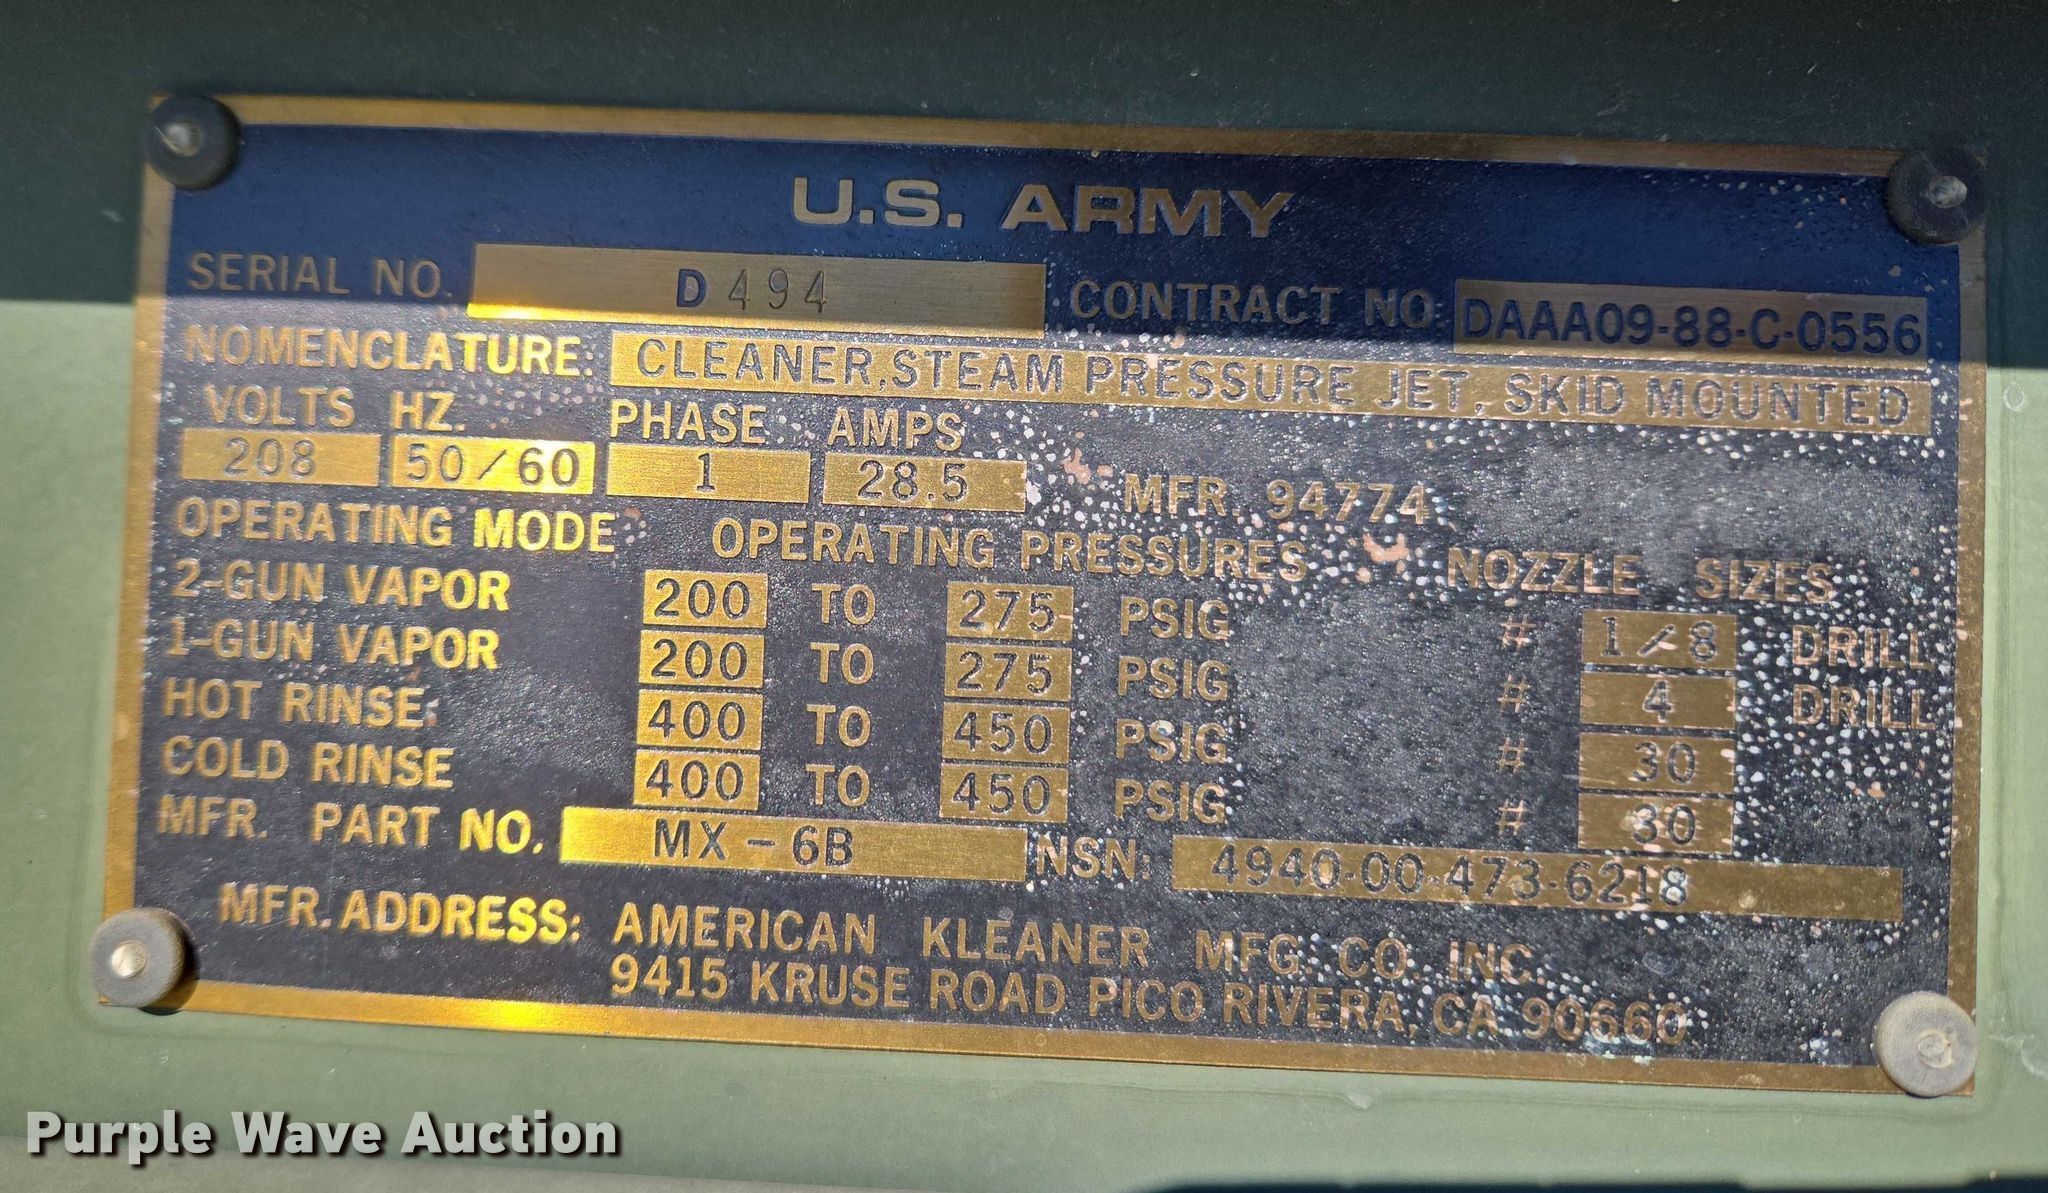 U.S. ARMY
SERIAL NO. D 494 CONTRACT NO. DAAA09-88-C-0556
NOMENCLATURE: CLEANER, STEAM PRESSURE JET, SKID MOUNTED
VOLTS HZ. PHASE AMPS
208 50/60 1 28.5 MFR. 94774
OPERATING MODE OPERATING PRESSURES NOZZLE SIZES
2-GUN VAPOR 200 TO 275 PSIG # 1/8 DRILL
1-GUN VAPOR 200 TO 275 PSIG # 4 DRILL
HOT RINSE 400 TO 450 PSIG # 30
COLD RINSE 400 TO 450 PSIG # 30
MFR. PART NO. MX-6B NSN: 4940-00-473-6218
MFR. ADDRESS: AMERICAN KLEANER MFG. CO. INC.
9415 KRUSE ROAD PICO RIVERA, CA 90660
Purple Wave Auction